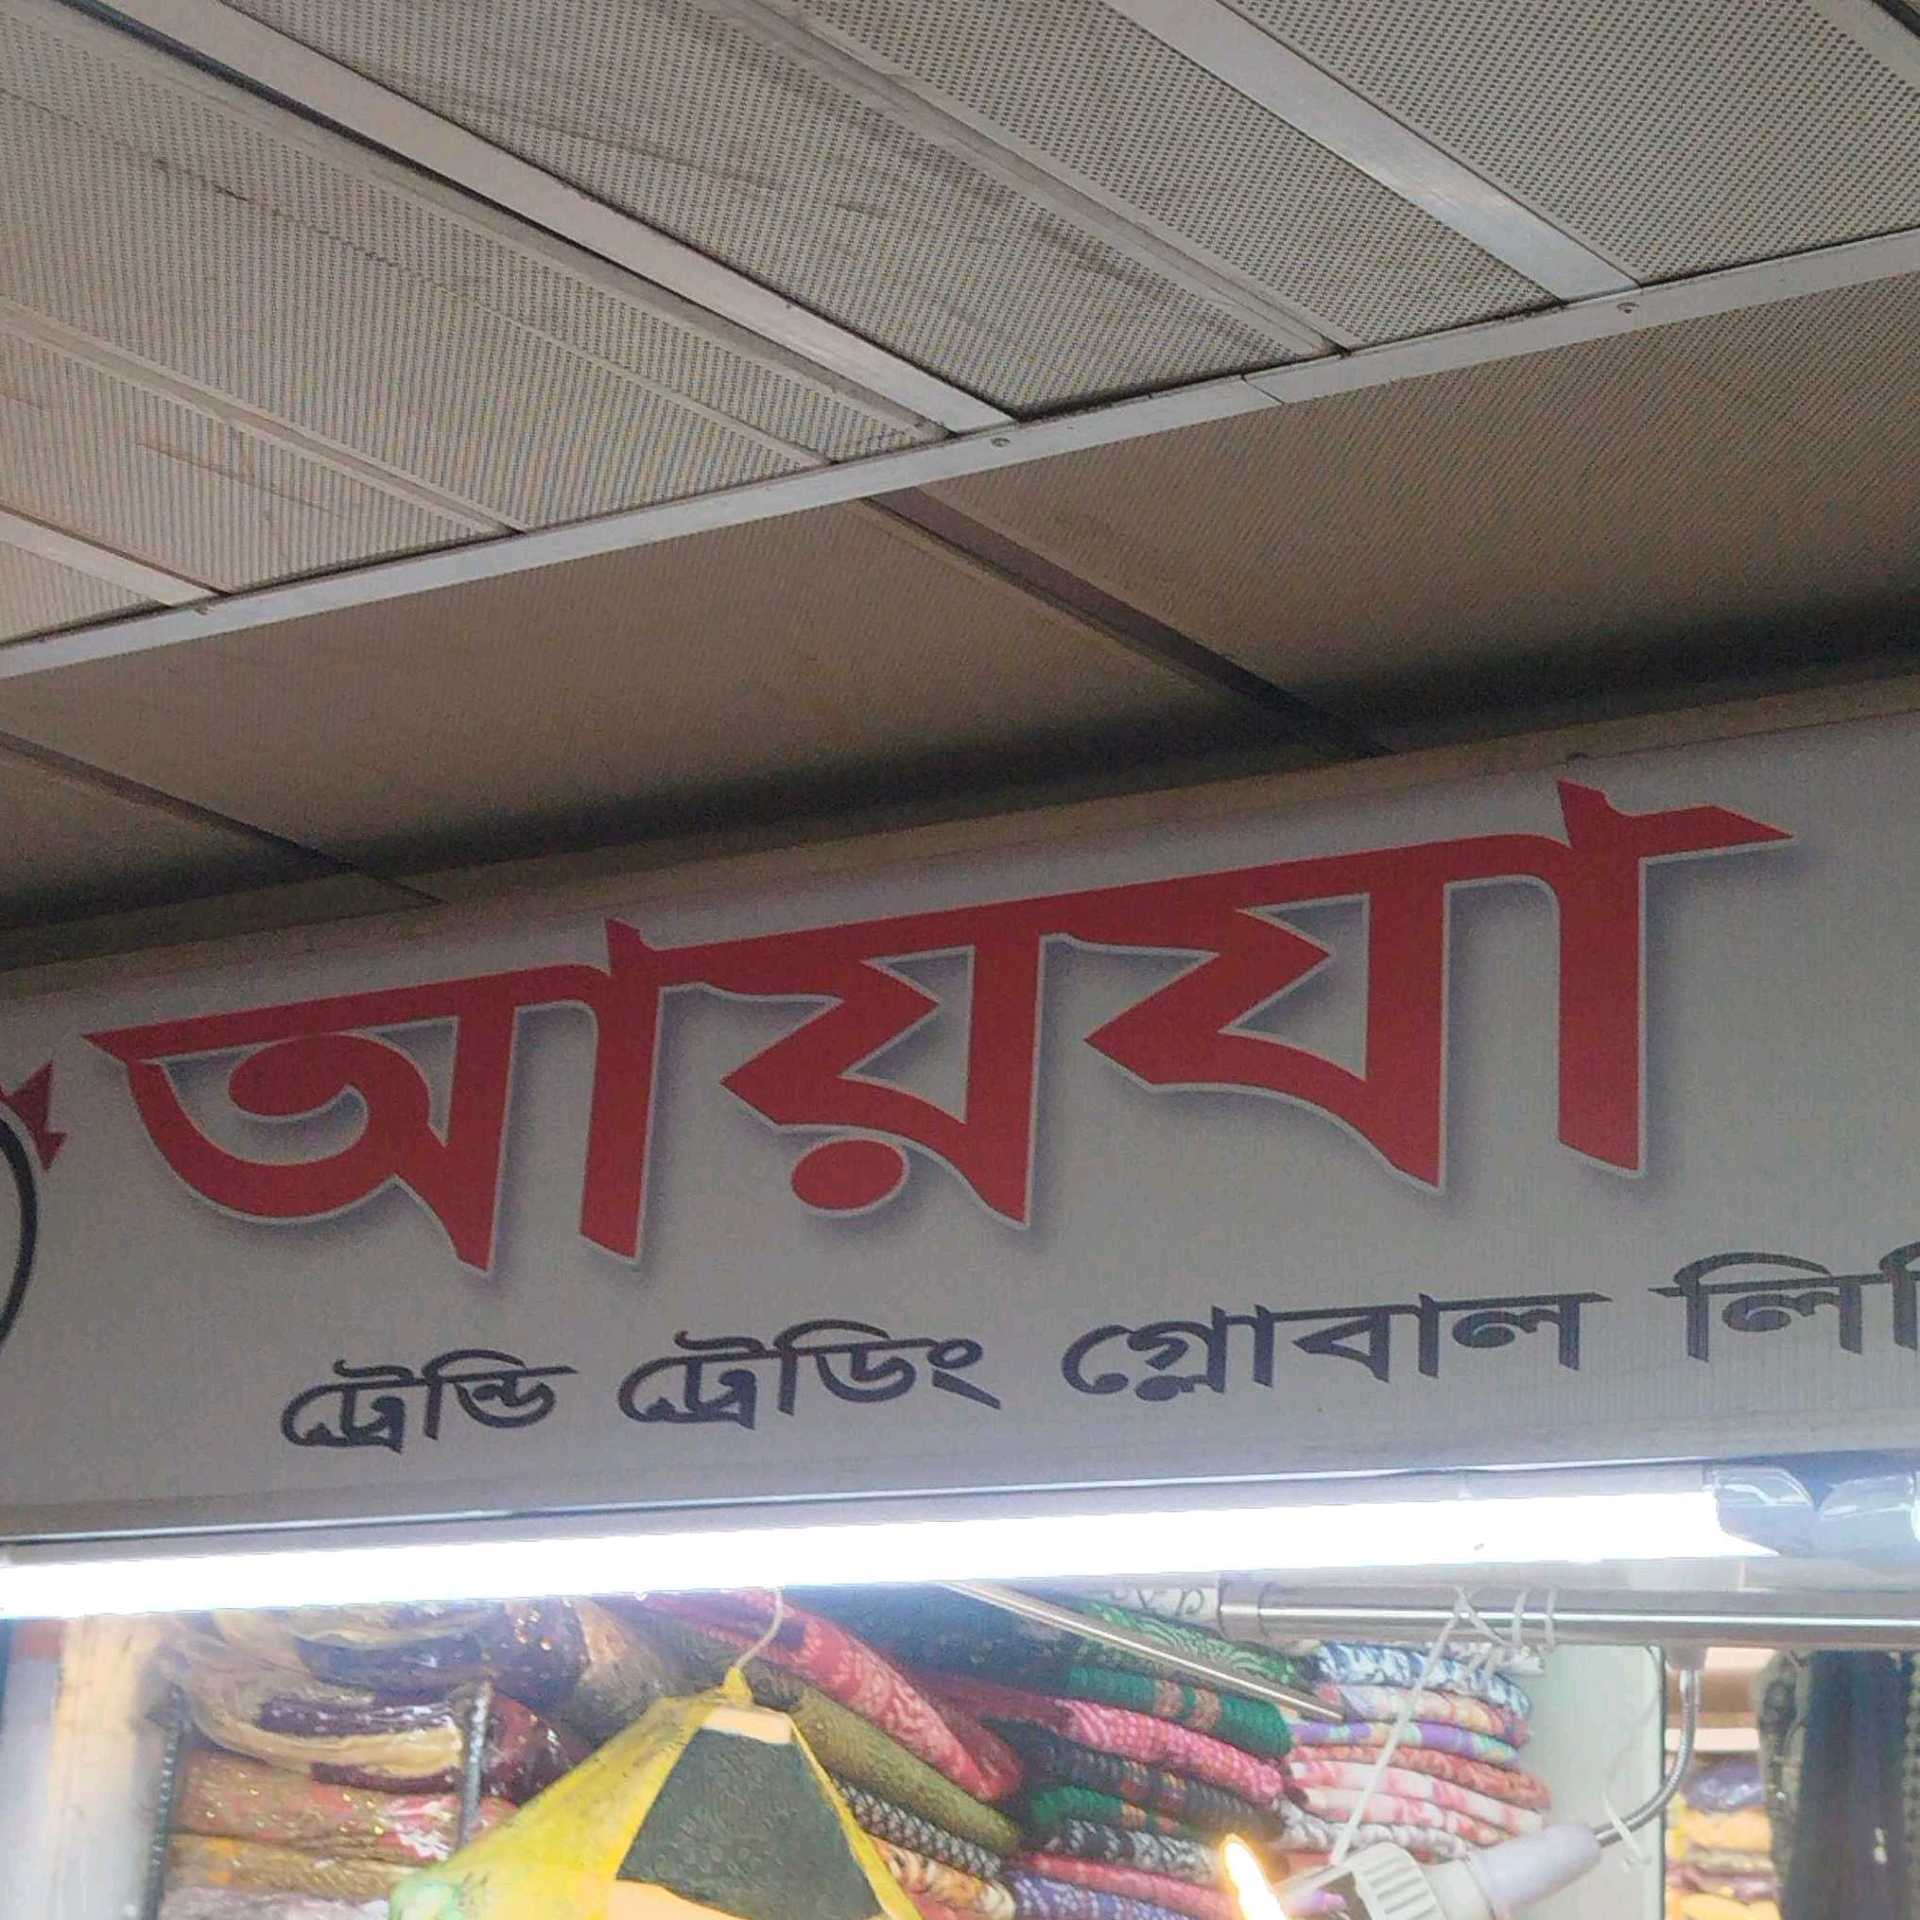 আয়যা
ট্রেন্ডি ট্রেডিং গ্লোবাল